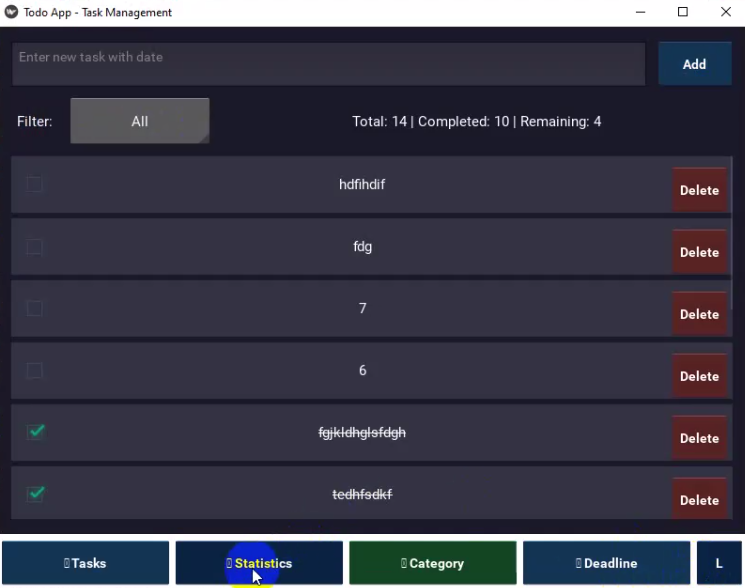 Todo App - Task Management
Enter new task with date
Add
Filter:
All
Total: 14 | Completed: 10 | Remaining: 4
hdfihdif
Delete
fdg
Delete
7
Delete
6
Delete
fgjkldhglsfdgh
Delete
tedhfsdkf
Delete
Tasks
Statistics
Category
Deadline
L